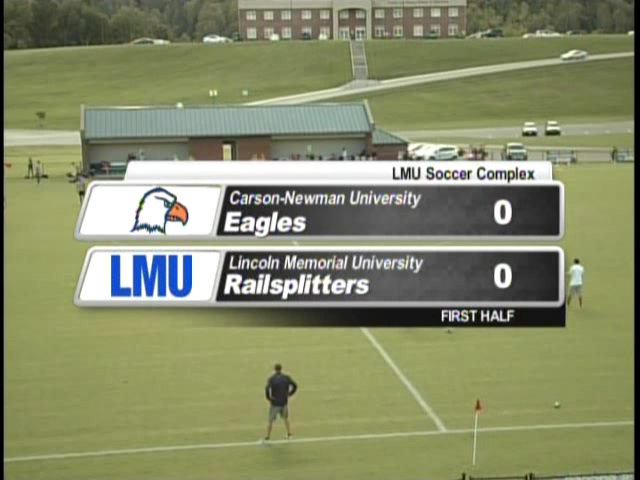 LMU Soccer Complex
Carson-Newman University
Eagles
0
LMU
Lincoln Memorial University
Railsplitters
0
FIRST HALF